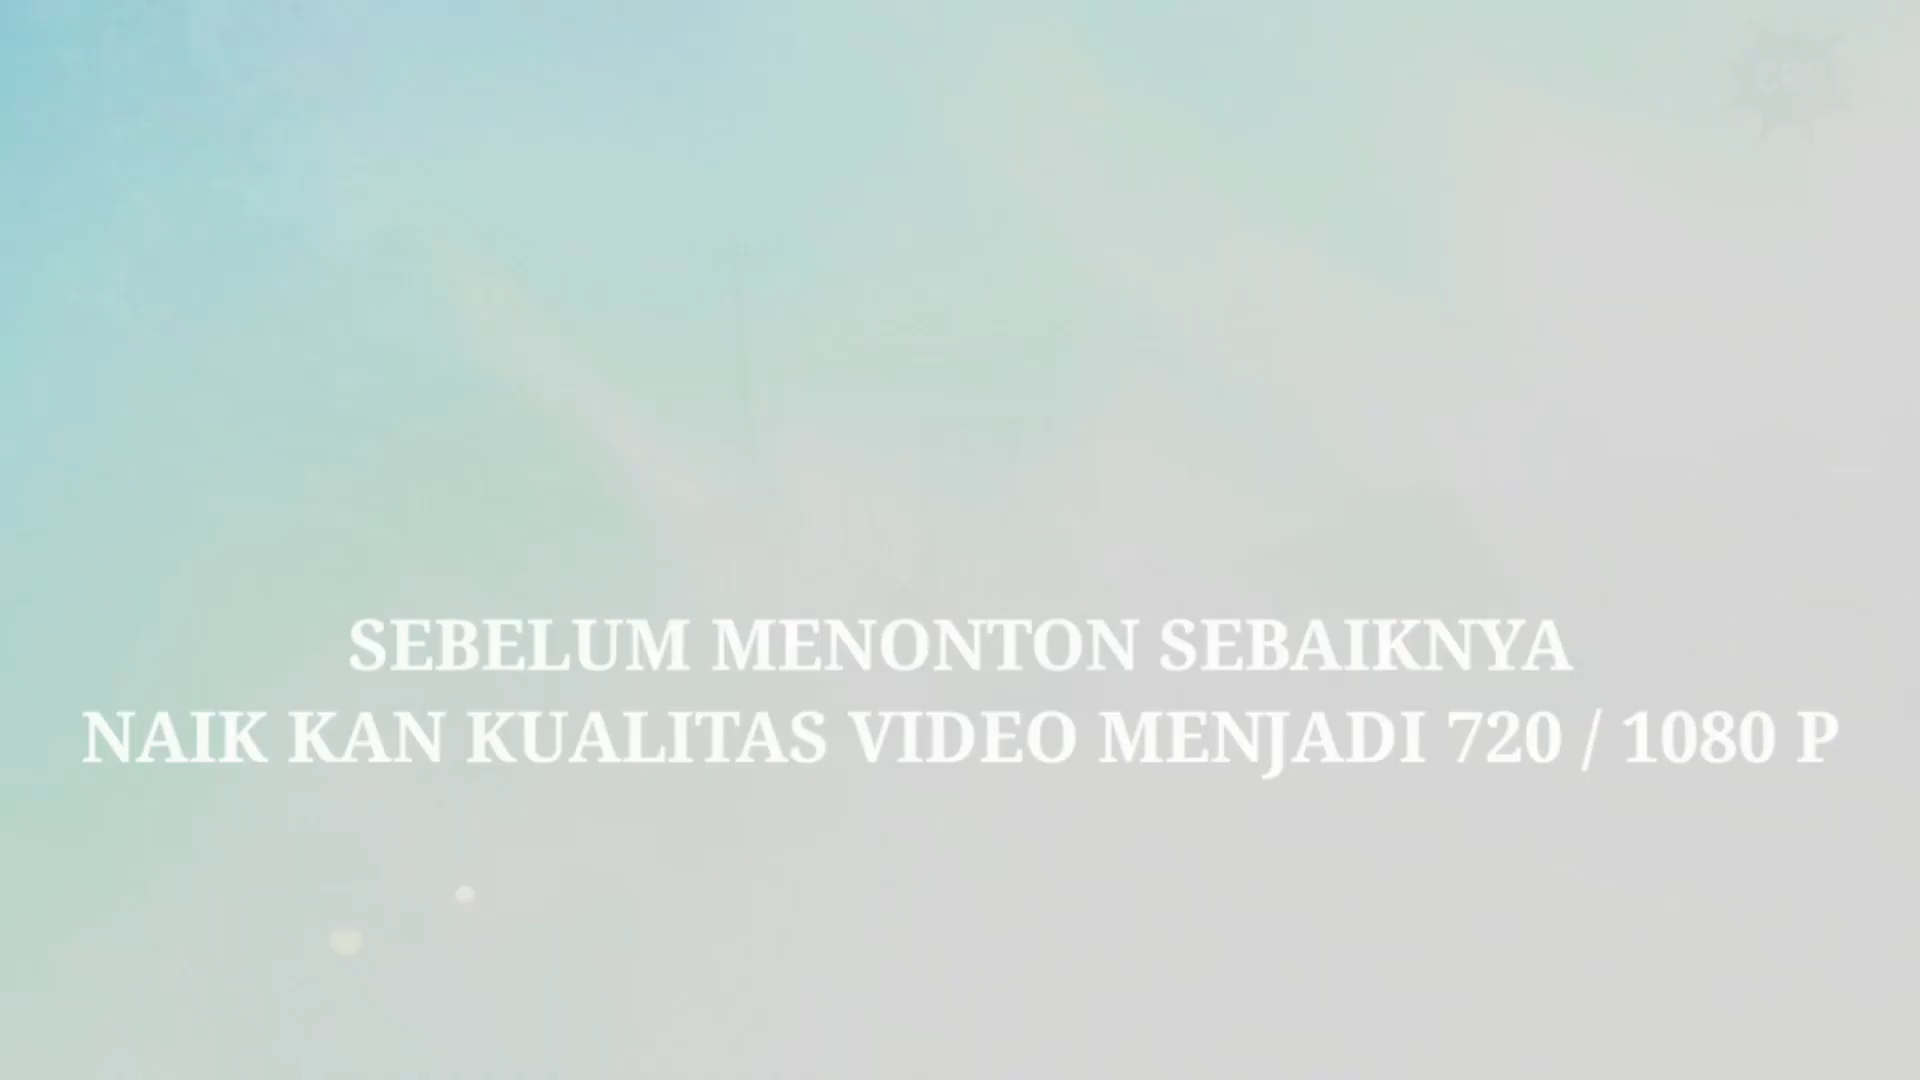 SEBELUM MENONTON SEBAIKNYA
NAIK KAN KUALITAS VIDEO MENJADI 720 / 1080 P